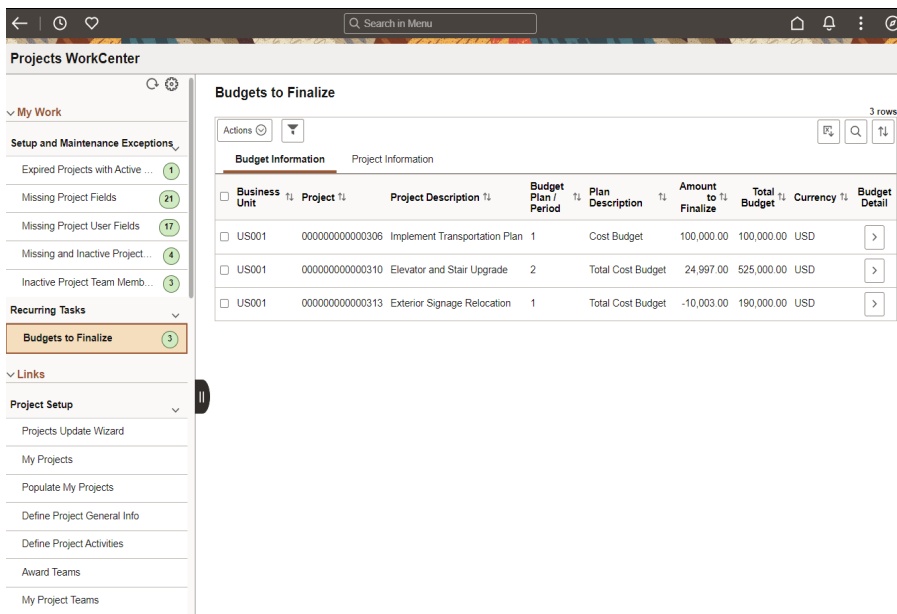 Search in Menu
Projects WorkCenter
My Work
Setup and Maintenance Exceptions
Expired Projects with Active ... 1
Missing Project Fields 21
Missing Project User Fields 17
Missing and Inactive Project... 4
Inactive Project Team Memb... 3
Recurring Tasks
Budgets to Finalize 3
Links
Project Setup
Projects Update Wizard
My Projects
Populate My Projects
Define Project General Info
Define Project Activities
Award Teams
My Project Teams
Budgets to Finalize
3 rows
Actions
Budget Information Project Information
Business Unit Project Project Description Budget Plan / Period Plan Description Amount to Finalize Total Budget Currency Budget Detail
US001 000000000000306 Implement Transportation Plan 1 Cost Budget 100,000.00 100,000.00 USD
US001 000000000000310 Elevator and Stair Upgrade 2 Total Cost Budget 24,997.00 525,000.00 USD
US001 000000000000313 Exterior Signage Relocation 1 Total Cost Budget -10,003.00 190,000.00 USD